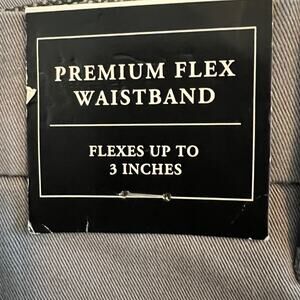 PREMIUM FLEX
WAISTBAND
FLEXES UP TO
3 INCHES